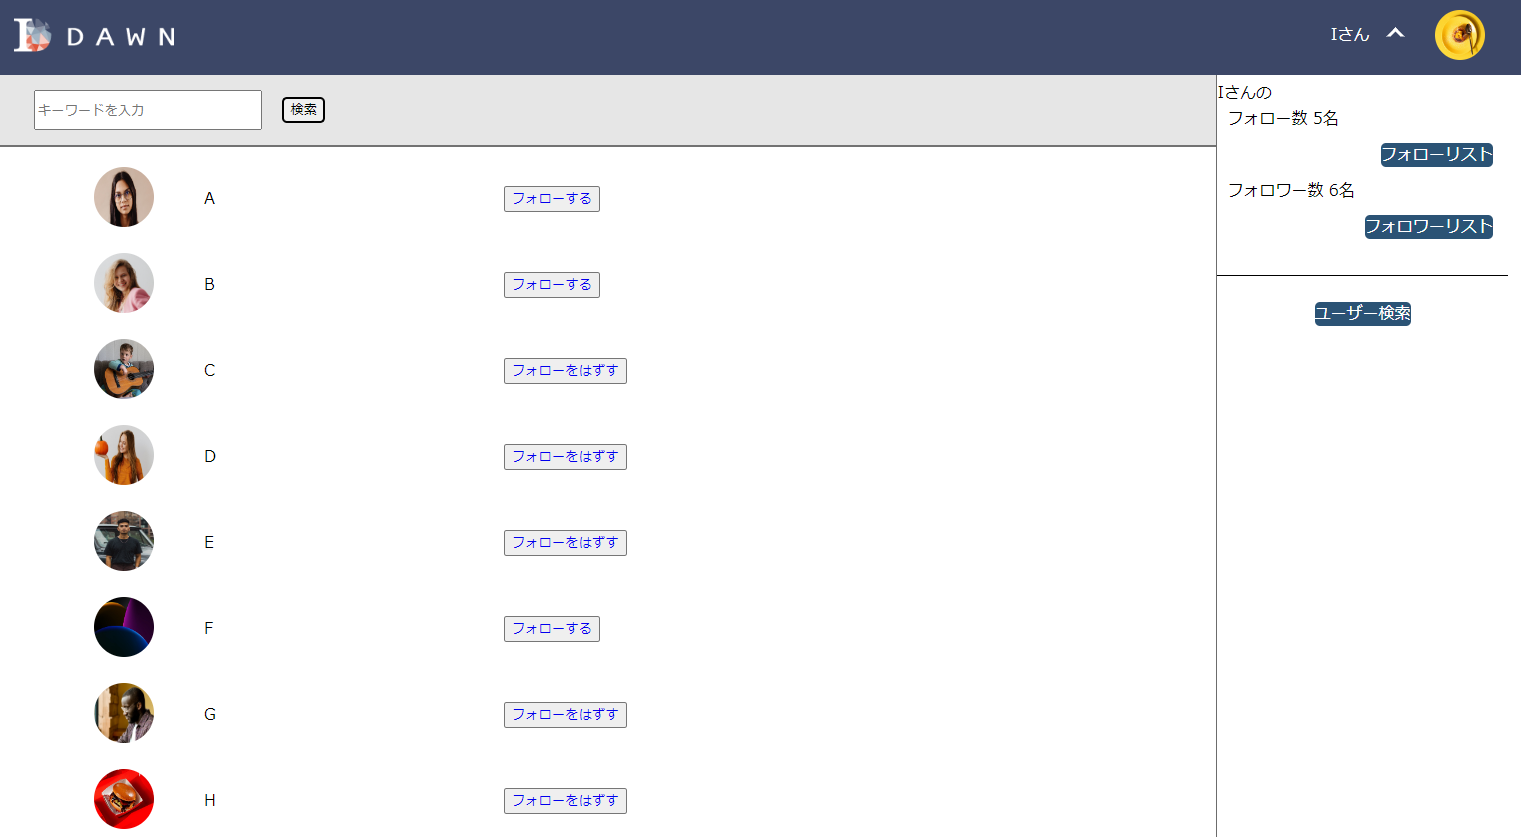 DAWN
Iさん
キーワードを入力
検索
A
フォローする
B
フォローする
C
フォローをはずす
D
フォローをはずす
E
フォローをはずす
F
フォローする
G
フォローをはずす
H
フォローをはずす
Iさんの
フォロー数 5名
フォローリスト
フォロワー数 6名
フォロワーリスト
ユーザー検索